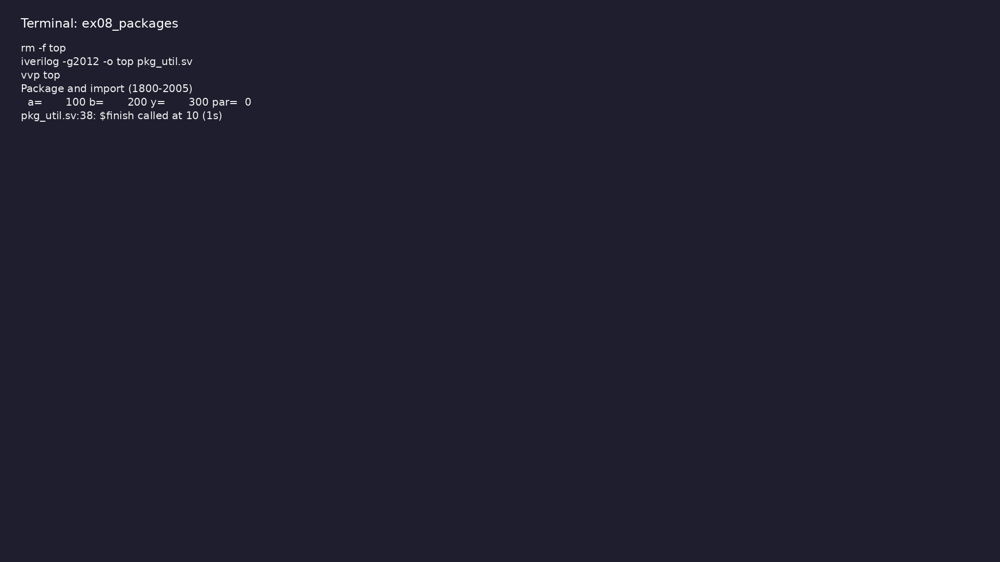 Terminal: ex08_packages
rm -f top
iverilog -g2012 -o top pkg_util.sv
vvp top
Package and import (1800-2005)
  a=       100 b=       200 y=       300 par=  0
pkg_util.sv:38: $finish called at 10 (1s)